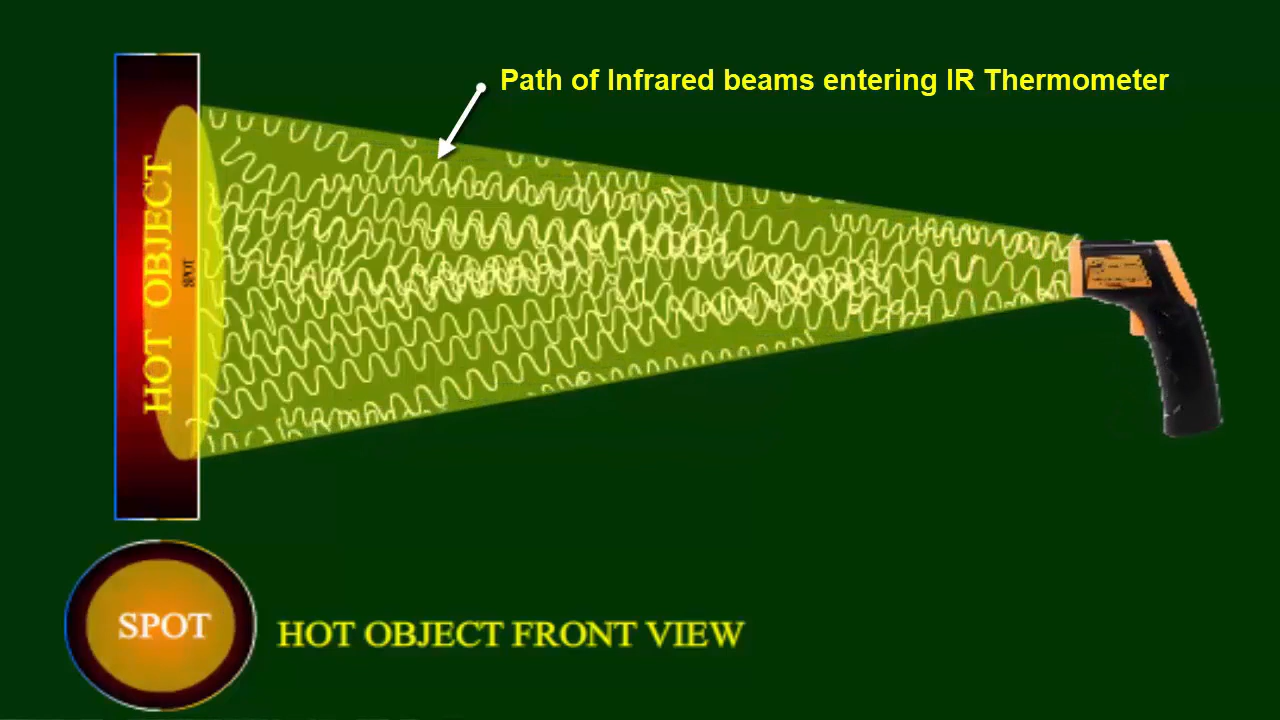 Path of Infrared beams entering IR Thermometer
HOT OBJECT
SPOT
SPOT
HOT OBJECT FRONT VIEW